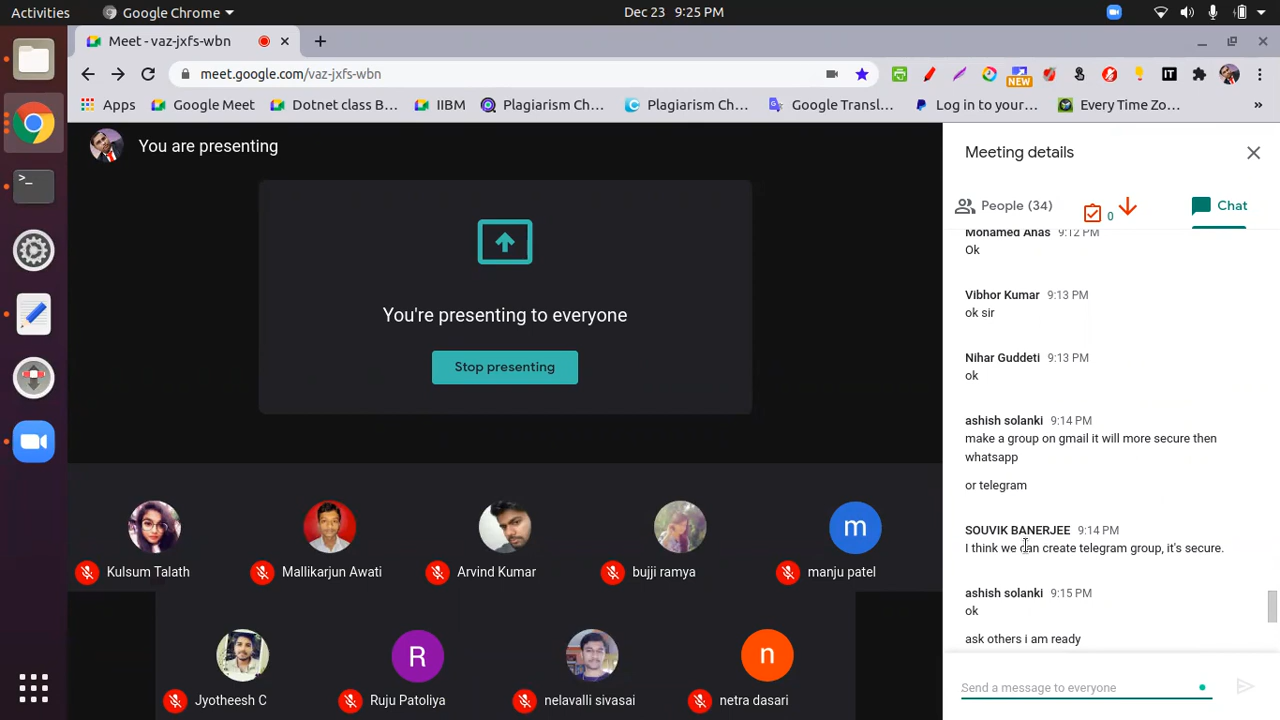 Activities
Google Chrome
Dec 23 9:25 PM
Meet - vaz-jxfs-wbn
meet.google.com/vaz-jxfs-wbn
NEW
IT
Apps
Google Meet
Dotnet class B...
IIBM
Plagiarism Ch...
Plagiarism Ch...
Google Transl...
Log in to your...
Every Time Zo...
»
You are presenting
You're presenting to everyone
Stop presenting
Kulsum Talath
Mallikarjun Awati
Arvind Kumar
bujji ramya
m
manju patel
Jyotheesh C
R
Ruju Patoliya
nelavalli sivasai
n
netra dasari
Meeting details
People (34)
0
Chat
Mohamed Anas 9:12 PM
Ok
Vibhor Kumar 9:13 PM
ok sir
Nihar Guddeti 9:13 PM
ok
ashish solanki 9:14 PM
make a group on gmail it will more secure then
whatsapp
or telegram
SOUVIK BANERJEE 9:14 PM
I think we can create telegram group, it's secure.
ashish solanki 9:15 PM
ok
ask others i am ready
Send a message to everyone